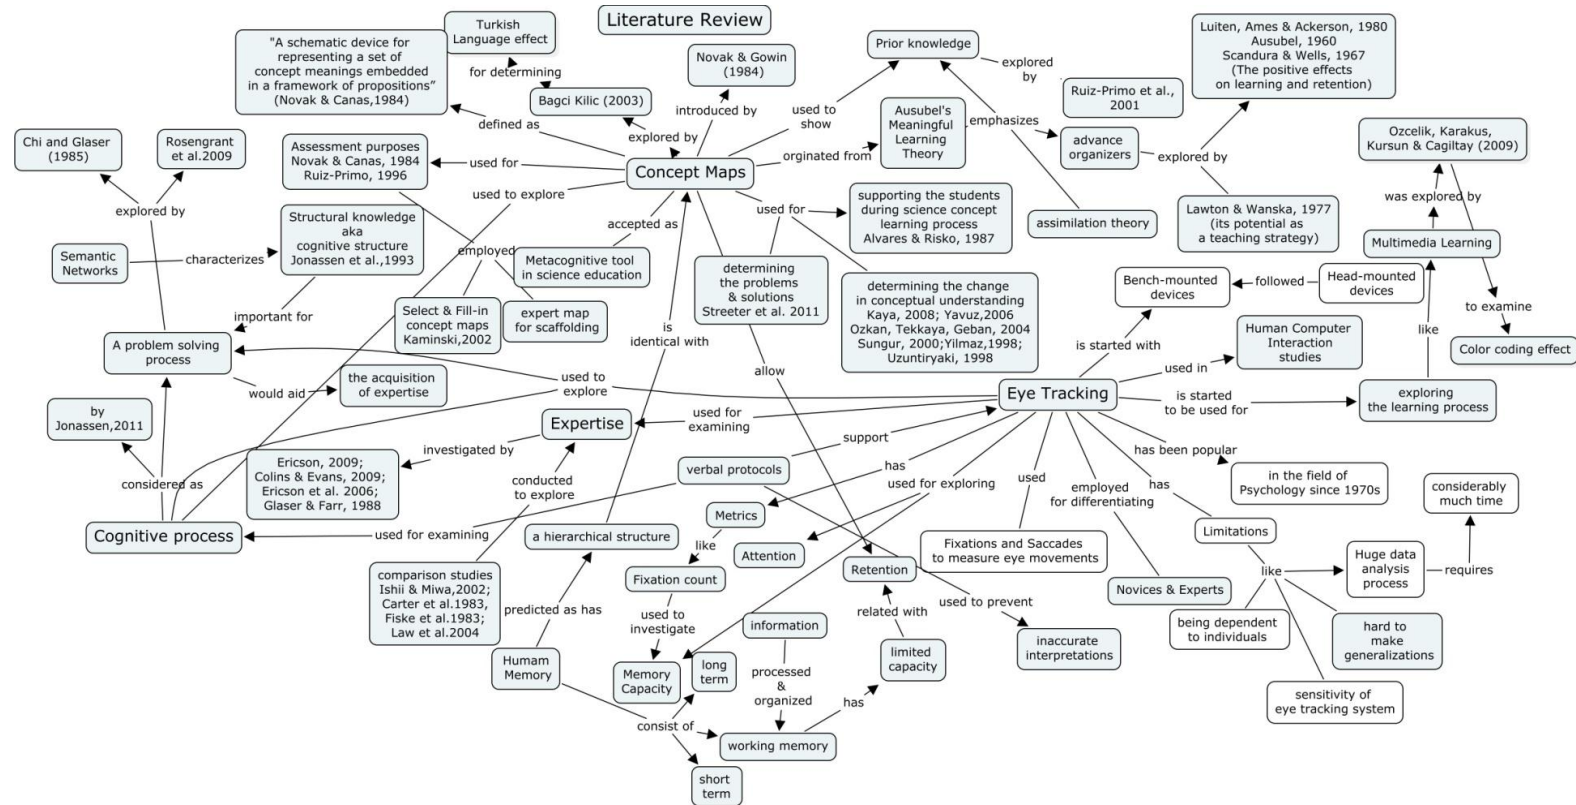 Literature Review
"A schematic device for
representing a set of
concept meanings embedded
in a framework of propositions”
(Novak & Canas,1984)
Turkish
Language effect
for determining
Bagci Kilic (2003)
explored by
defined as
Novak & Gowin
(1984)
introduced by
Prior knowledge
explored
by
Ruiz-Primo et al.,
2001
used to
show
Ausubel's
Meaningful
Learning
Theory
emphasizes
orginated from
advance
organizers
explored by
Luiten, Ames & Ackerson, 1980
Ausubel, 1960
Scandura & Wells, 1967
(The positive effects
on learning and retention)
Lawton & Wanska, 1977
(its potential as
a teaching strategy)
assimilation theory
Ozcelik, Karakus,
Kursun & Cagiltay (2009)
was explored by
Multimedia Learning
to examine
Color coding effect
like
Chi and Glaser
(1985)
Rosengrant
et al.2009
explored by
Assessment purposes
Novak & Canas, 1984
Ruiz-Primo, 1996
used for
Concept Maps
used to explore
Structural knowledge
aka
cognitive structure
Jonassen et al.,1993
Semantic
Networks
characterizes
important for
employed
Select & Fill-in
concept maps
Kaminski,2002
expert map
for scaffolding
accepted as
Metacognitive tool
in science education
used for
supporting the students
during science concept
learning process
Alvares & Risko, 1987
determining
the problems
& solutions
Streeter et al. 2011
determining the change
in conceptual understanding
Kaya, 2008; Yavuz,2006
Ozkan, Tekkaya, Geban, 2004
Sungur, 2000;Yilmaz,1998;
Uzuntiryaki, 1998
is
identical with
allow
Bench-mounted
devices
followed
Head-mounted
devices
is started with
Human Computer
Interaction
studies
used in
A problem solving
process
would aid
the acquisition
of expertise
used to
explore
Eye Tracking
is started
to be used for
exploring
the learning process
by
Jonassen,2011
considered as
Expertise
used for
examining
investigated by
Ericson, 2009;
Colins & Evans, 2009;
Ericson et al. 2006;
Glaser & Farr, 1988
conducted
to explore
support
verbal protocols
has
used for exploring
used
employed
for differentiating
has been popular
in the field of
Psychology since 1970s
has
considerably
much time
Cognitive process
used for examining
a hierarchical structure
Metrics
like
Attention
Fixations and Saccades
to measure eye movements
Limitations
like
Huge data
analysis
process
requires
comparison studies
Ishii & Miwa,2002;
Carter et al.1983,
Fiske et al.1983;
Law et al.2004
predicted as has
Fixation count
used to
investigate
Retention
related with
used to prevent
Novices & Experts
being dependent
to individuals
hard to
make
generalizations
information
inaccurate
interpretations
Humam
Memory
Memory
Capacity
long
term
processed
&
organized
limited
capacity
sensitivity of
eye tracking system
consist of
has
working memory
short
term